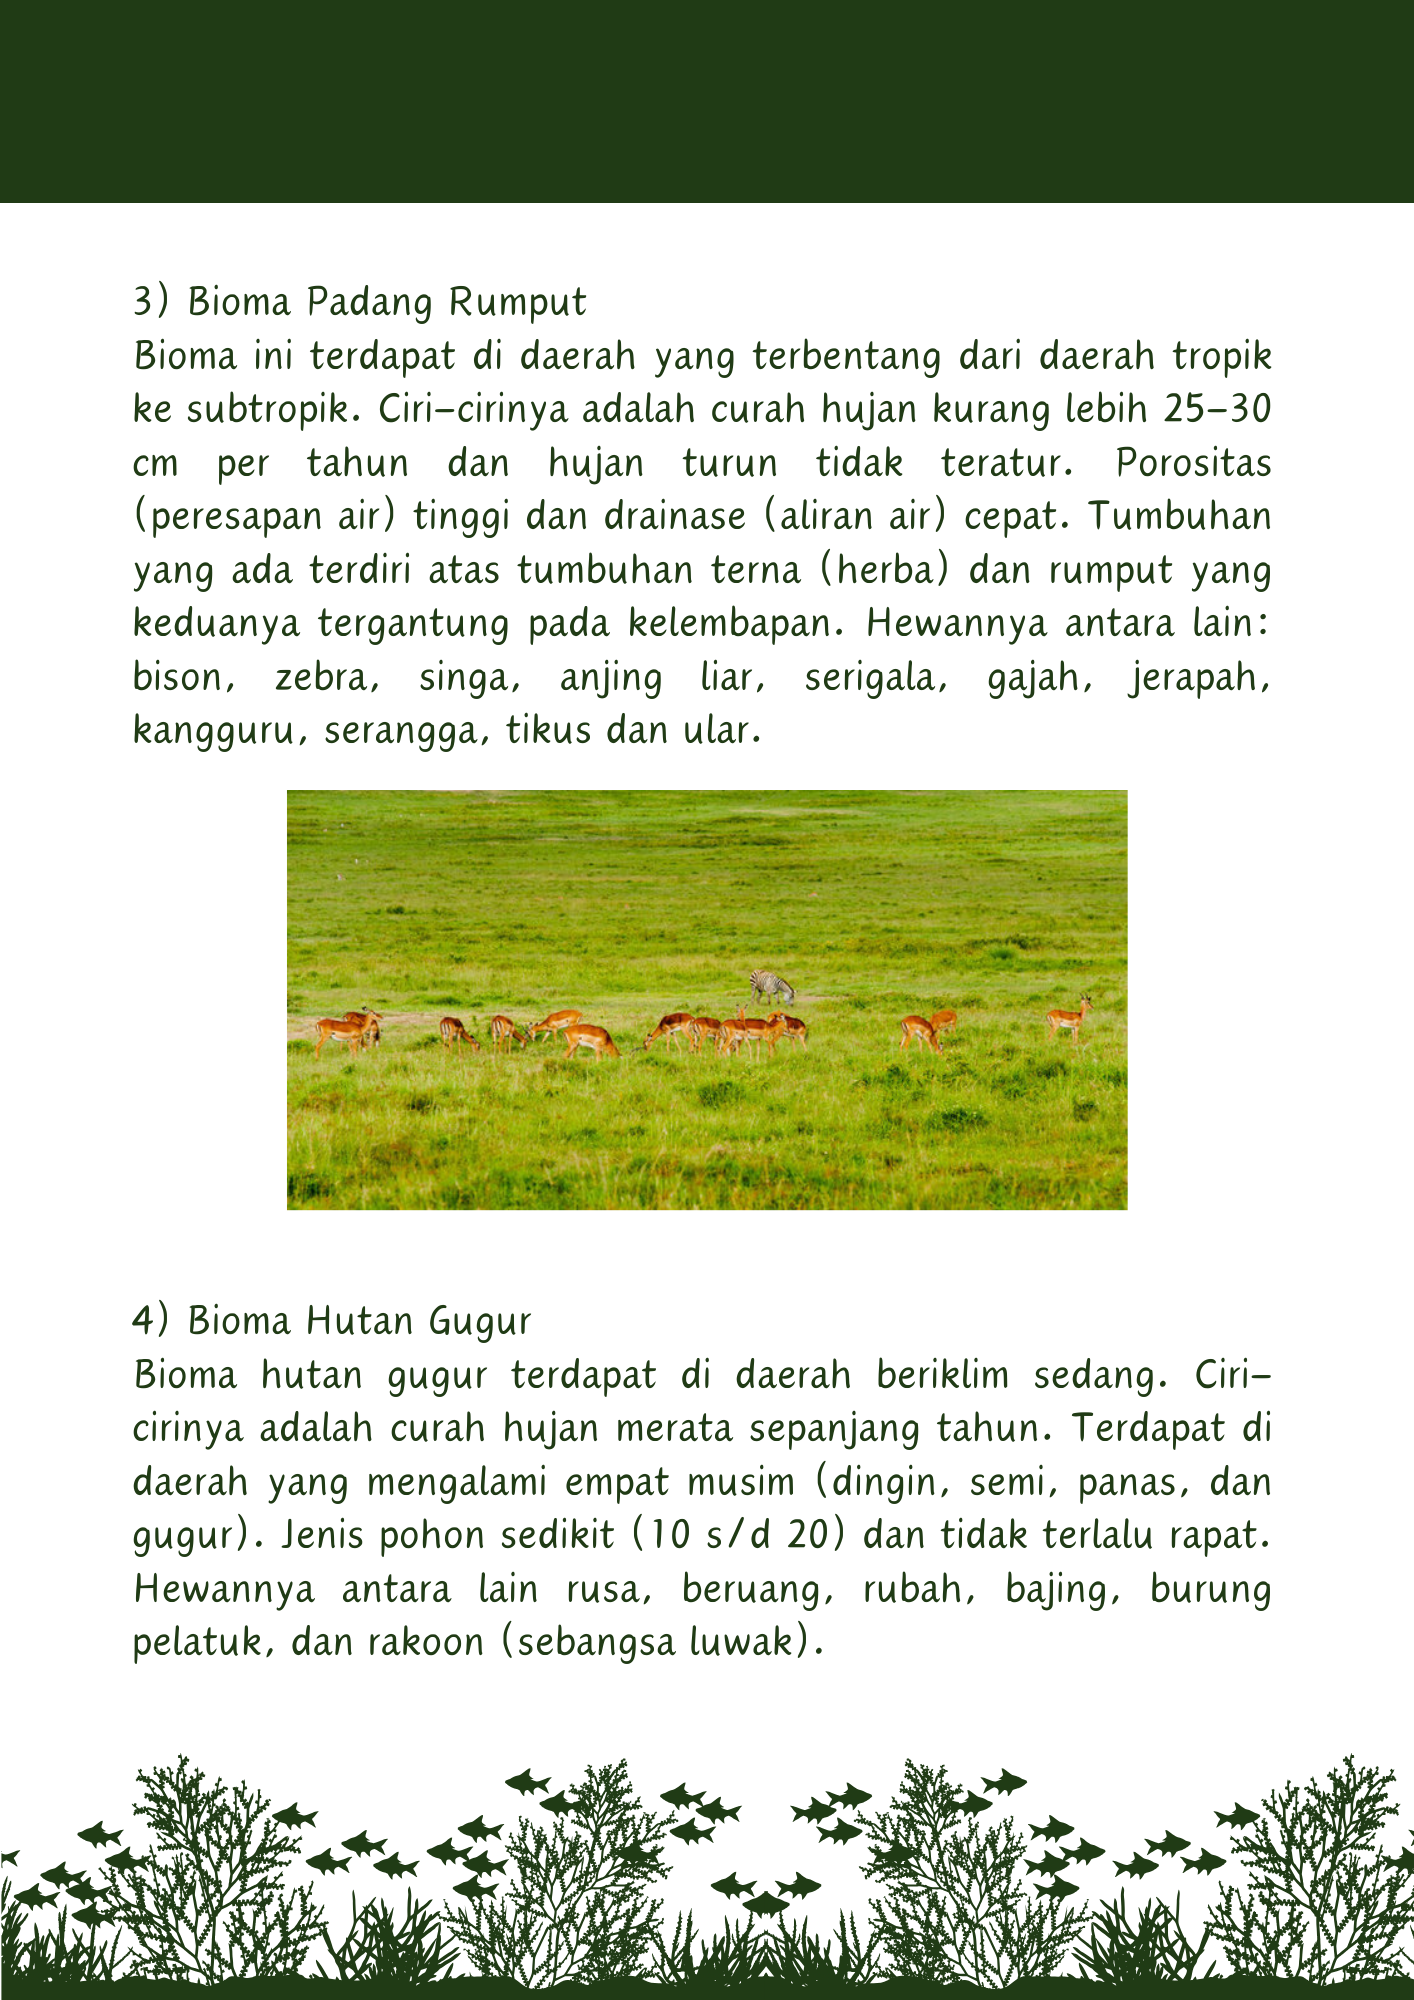 3) Bioma Padang Rumput
Bioma ini terdapat di daerah yang terbentang dari daerah tropik
ke subtropik. Ciri-cirinya adalah curah hujan kurang lebih 25-30
cm per tahun dan hujan turun tidak teratur. Porositas
(peresapan air) tinggi dan drainase (aliran air) cepat. Tumbuhan
yang ada terdiri atas tumbuhan terna (herba) dan rumput yang
keduanya tergantung pada kelembapan. Hewannya antara lain:
bison, zebra, singa, anjing liar, serigala, gajah, jerapah,
kangguru, serangga, tikus dan ular.
4) Bioma Hutan Gugur
Bioma hutan gugur terdapat di daerah beriklim sedang. Ciri-
cirinya adalah curah hujan merata sepanjang tahun. Terdapat di
daerah yang mengalami empat musim (dingin, semi, panas, dan
gugur). Jenis pohon sedikit (10 s/d 20) dan tidak terlalu rapat.
Hewannya antara lain rusa, beruang, rubah, bajing, burung
pelatuk, dan rakoon (sebangsa luwak).